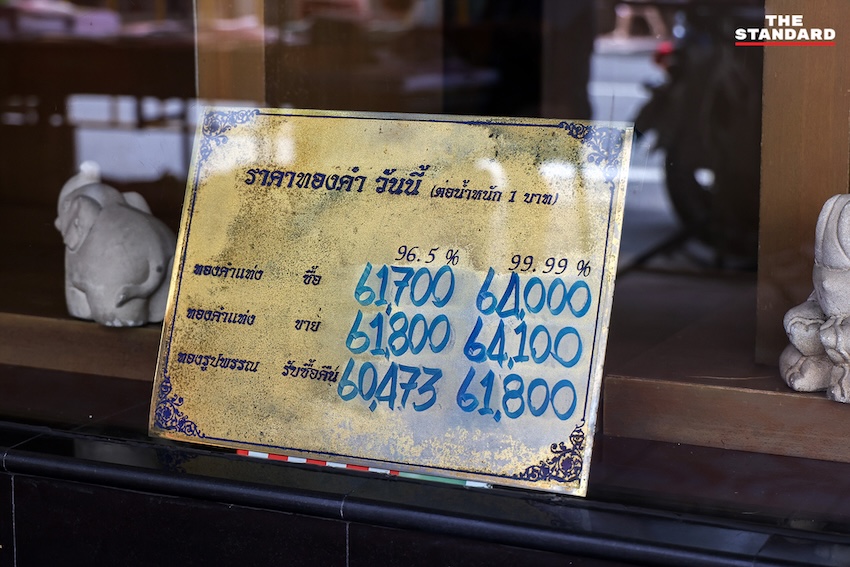 THE
STANDARD
ราคาทองคำ วันนี้ (ต่อน้ำหนัก 1 บาท)
96.5 % 99.99 %
ทองคำแท่ง ซื้อ 61,700 64,000
ทองคำแท่ง ขาย 61,800 64,100
ทองรูปพรรณ รับซื้อคืน 60,473 61,800